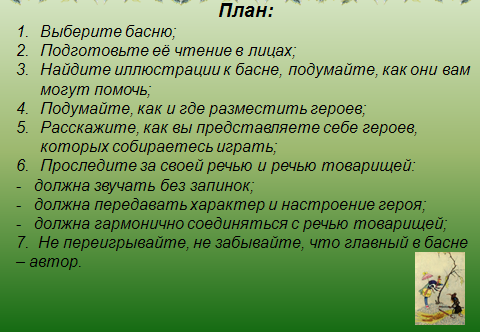 План:
1. Выберите басню;
2. Подготовьте её чтение в лицах;
3. Найдите иллюстрации к басне, подумайте, как они вам
могут помочь;
4. Подумайте, как и где разместить героев;
5. Расскажите, как вы представляете себе героев,
которых собираетесь играть;
6. Проследите за своей речью и речью товарищей:
- должна звучать без запинок;
- должна передавать характер и настроение героя;
- должна гармонично соединяться с речью товарищей;
7. Не переигрывайте, не забывайте, что главный в басне
– автор.